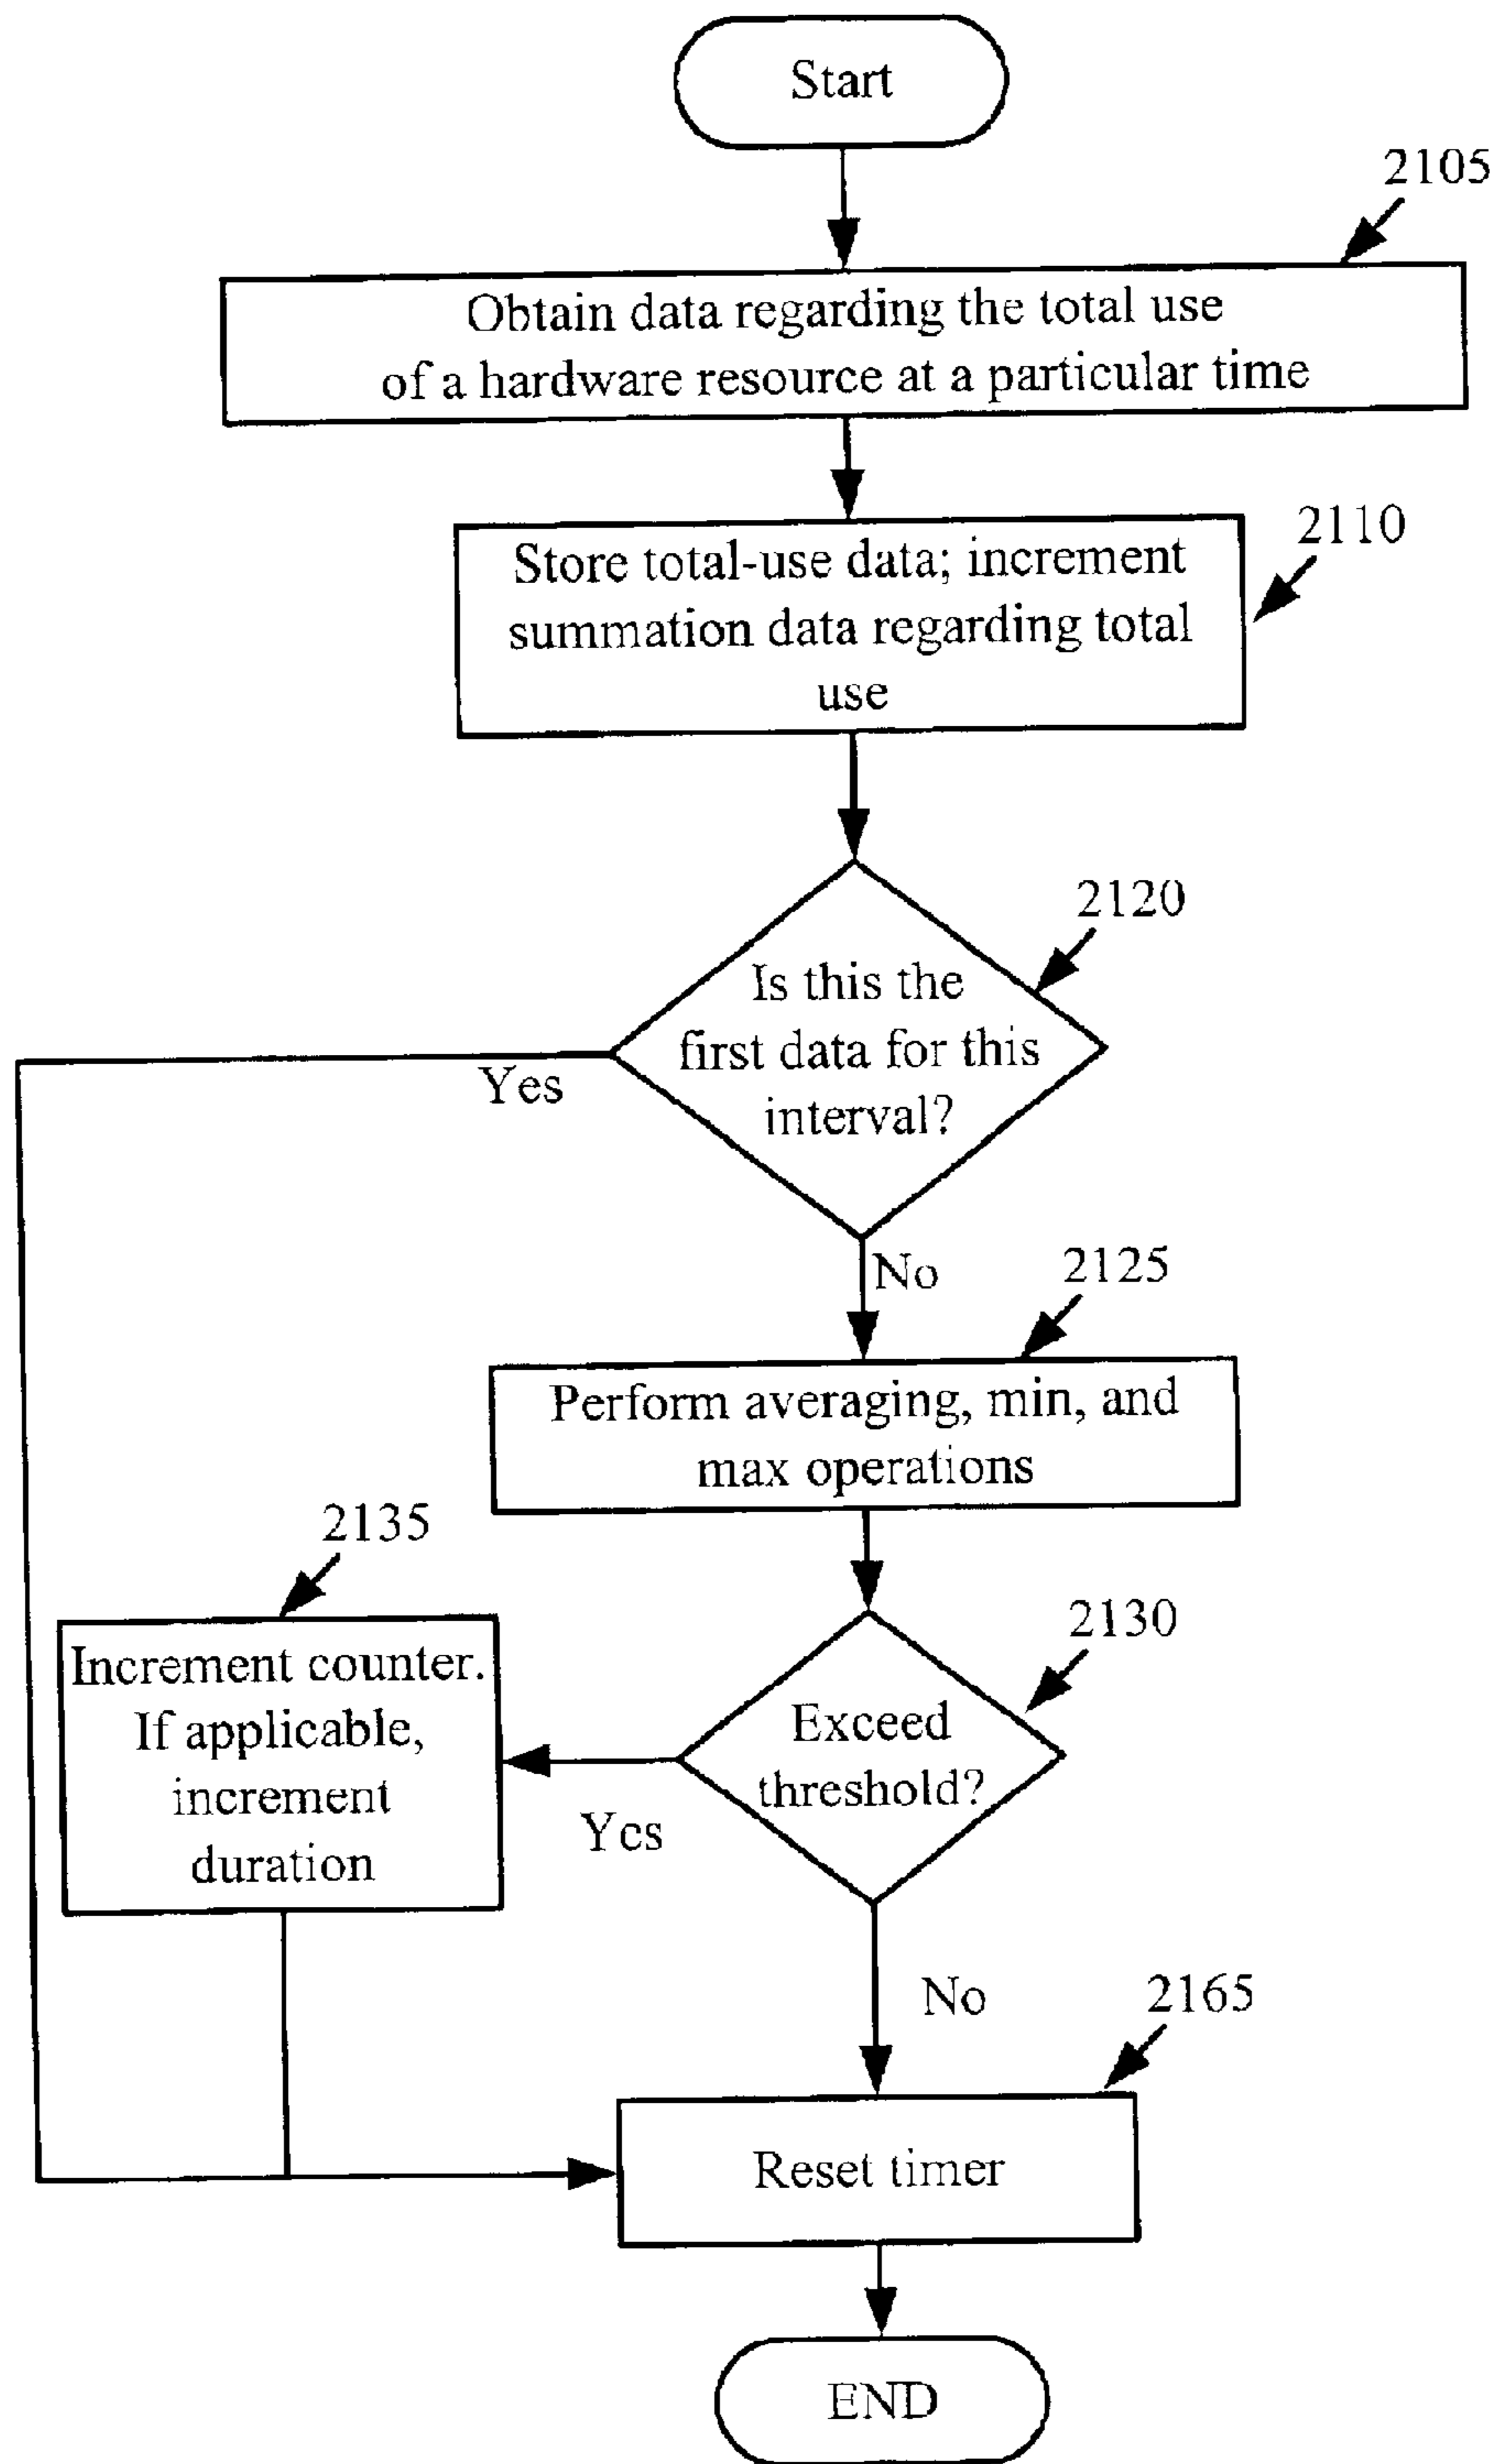 Start
2105
Obtain data regarding the total use
of a hardware resource at a particular time
2110
Store total-use data; increment
summation data regarding total
use
2120
Is this the
first data for this
interval?
Yes
No
2125
Perform averaging, min, and
max operations
2135
Increment counter.
If applicable,
increment
duration
2130
Exceed
threshold?
Yes
No
2165
Reset timer
END